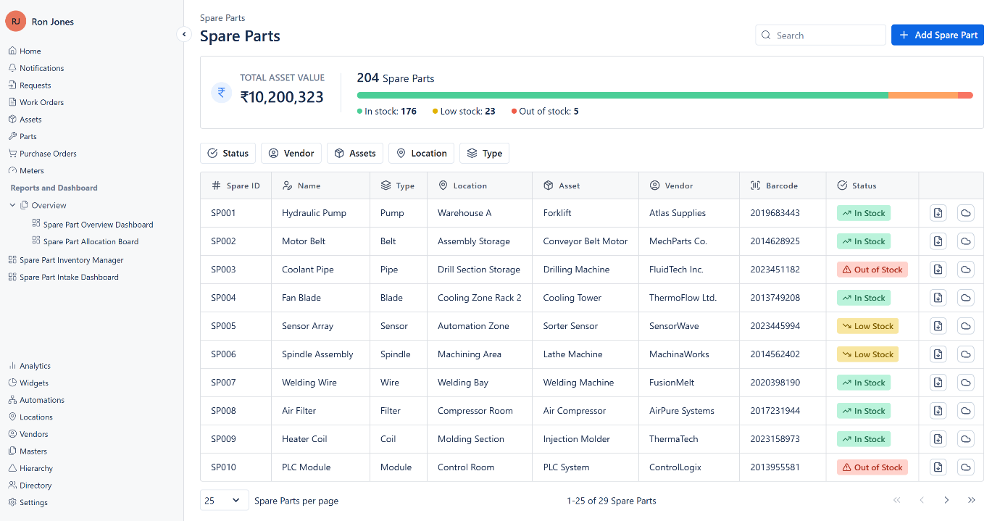 RJ Ron Jones
Home
Notifications
Requests
Work Orders
Assets
Parts
Purchase Orders
Meters
Reports and Dashboard
Overview
Spare Part Overview Dashboard
Spare Part Allocation Board
Spare Part Inventory Manager
Spare Part Intake Dashboard
Analytics
Widgets
Automations
Locations
Vendors
Masters
Hierarchy
Directory
Settings
Spare Parts
Spare Parts
Search
+ Add Spare Part
₹ TOTAL ASSET VALUE
₹10,200,323
204 Spare Parts
In stock: 176 Low stock: 23 Out of stock: 5
Status Vendor Assets Location Type
# Spare ID Name Type Location Asset Vendor Barcode Status
SP001 Hydraulic Pump Pump Warehouse A Forklift Atlas Supplies 2019683443 In Stock
SP002 Motor Belt Belt Assembly Storage Conveyor Belt Motor MechParts Co. 2014628925 In Stock
SP003 Coolant Pipe Pipe Drill Section Storage Drilling Machine FluidTech Inc. 2023451182 Out of Stock
SP004 Fan Blade Blade Cooling Zone Rack 2 Cooling Tower ThermoFlow Ltd. 2013749208 In Stock
SP005 Sensor Array Sensor Automation Zone Sorter Sensor SensorWave 2023445994 Low Stock
SP006 Spindle Assembly Spindle Machining Area Lathe Machine MachinaWorks 2014562402 Low Stock
SP007 Welding Wire Wire Welding Bay Welding Machine FusionMelt 2020398190 In Stock
SP008 Air Filter Filter Compressor Room Air Compressor AirPure Systems 2017231944 In Stock
SP009 Heater Coil Coil Molding Section Injection Molder ThermaTech 2023158973 In Stock
SP010 PLC Module Module Control Room PLC System ControlLogix 2013955581 Out of Stock
25 Spare Parts per page 1-25 of 29 Spare Parts